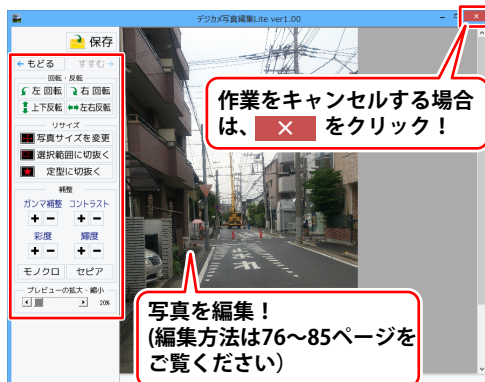 デジカメ写真編集Lite ver1.00
保存
もどる
すすむ
回転・反転
左回転
右回転
上下反転
左右反転
リサイズ
写真サイズを変更
選択範囲に切抜く
定型に切抜く
補整
ガンマ補整 コントラスト
+ − + −
彩度 輝度
+ − + −
モノクロ セピア
プレビューの拡大・縮小
20%
作業をキャンセルする場合
は、 × をクリック！
写真を編集！
(編集方法は76〜85ページを
ご覧ください）